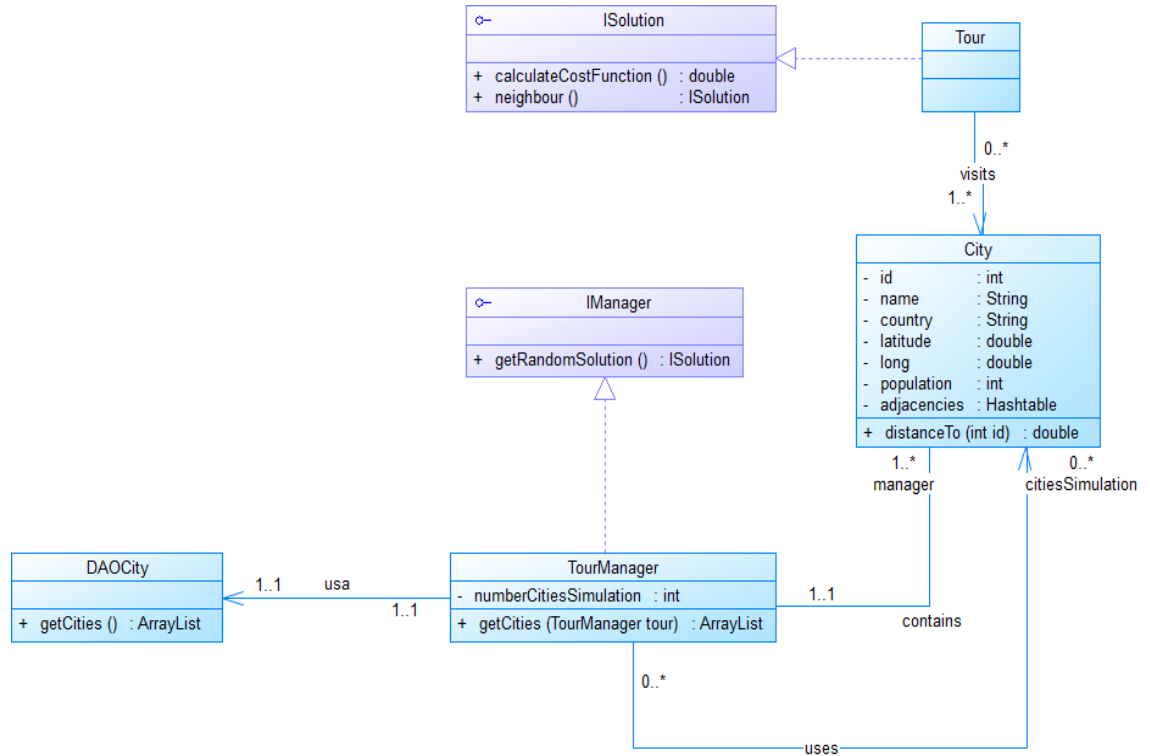 ISolution
+ calculateCostFunction () : double
+ neighbour () : ISolution
Tour
0..*
visits
1..*
City
- id : int
- name : String
- country : String
- latitude : double
- long : double
- population : int
- adjacencies : Hashtable
+ distanceTo (int id) : double
IManager
+ getRandomSolution () : ISolution
1..*
manager
0..*
citiesSimulation
DAOCity
+ getCities () : ArrayList
1..1
usa
1..1
TourManager
- numberCitiesSimulation : int
+ getCities (TourManager tour) : ArrayList
1..1
contains
0..*
uses